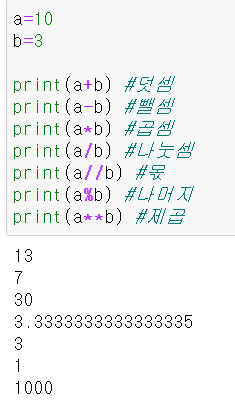 a=10
b=3

print(a+b) #덧셈
print(a-b) #뺄셈
print(a*b) #곱셈
print(a/b) #나눗셈
print(a//b) #몫
print(a%b) #나머지
print(a**b) #제곱
13
7
30
3.3333333333333335
3
1
1000